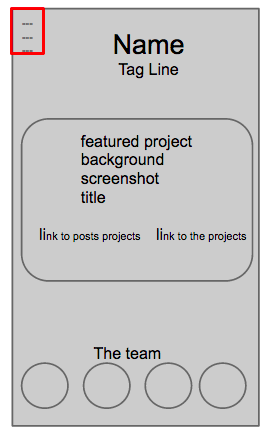 ---
---
---
Name
Tag Line
featured project
background
screenshot
title
link to posts projects link to the projects
The team